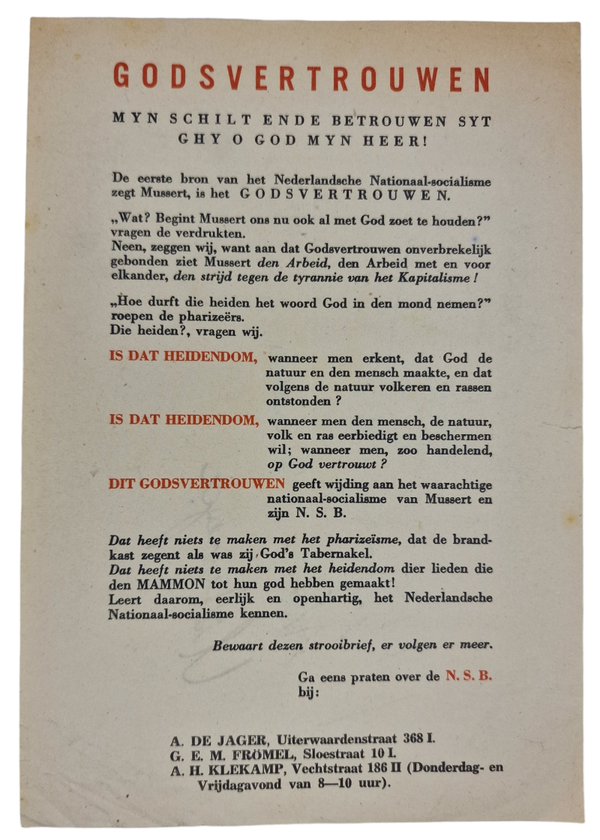 GODSVERTROUWEN
MYN SCHILT ENDE BETROUWEN SYT
GHY O GOD MYN HEER!
De eerste bron van het Nederlandsche Nationaal-socialisme
zegt Mussert, is het GODSVERTROUWEN.
„Wat? Begint Mussert ons nu ook al met God zoet te houden?”
vragen de verdrukten.
Neen, zeggen wij, want aan dat Godsvertrouwen onverbrekelijk
gebonden ziet Mussert den Arbeid, den Arbeid met en voor
elkander, den strijd tegen de tyrannie van het Kapitalisme!
„Hoe durft die heiden het woord God in den mond nemen?”
roepen de pharizeërs.
Die heiden?, vragen wij.
IS DAT HEIDENDOM, wanneer men erkent, dat God de
natuur en den mensch maakte, en dat
volgens de natuur volkeren en rassen
ontstonden?
IS DAT HEIDENDOM, wanneer men den mensch, de natuur,
volk en ras eerbiedigt en beschermen
wil; wanneer men, zoo handelend,
op God vertrouwt?
DIT GODSVERTROUWEN geeft wijding aan het waarachtige
nationaal-socialisme van Mussert en
zijn N. S. B.
Dat heeft niets te maken met het pharizeïsme, dat de brand-
kast zegent als was zij God's Tabernakel.
Dat heeft niets te maken met het heidendom dier lieden die
den MAMMON tot hun god hebben gemaakt!
Leert daarom, eerlijk en openhartig, het Nederlandsche
Nationaal-socialisme kennen.
Bewaart dezen strooibrief, er volgen er meer.
Ga eens praten over de N. S. B.
bij:
A. DE JAGER, Uiterwaardenstraat 368 I.
G. E. M. FRÖMEL, Sloestraat 10 I.
A. H. KLEKAMP, Vechtstraat 186 II (Donderdag- en
Vrijdagavond van 8—10 uur).